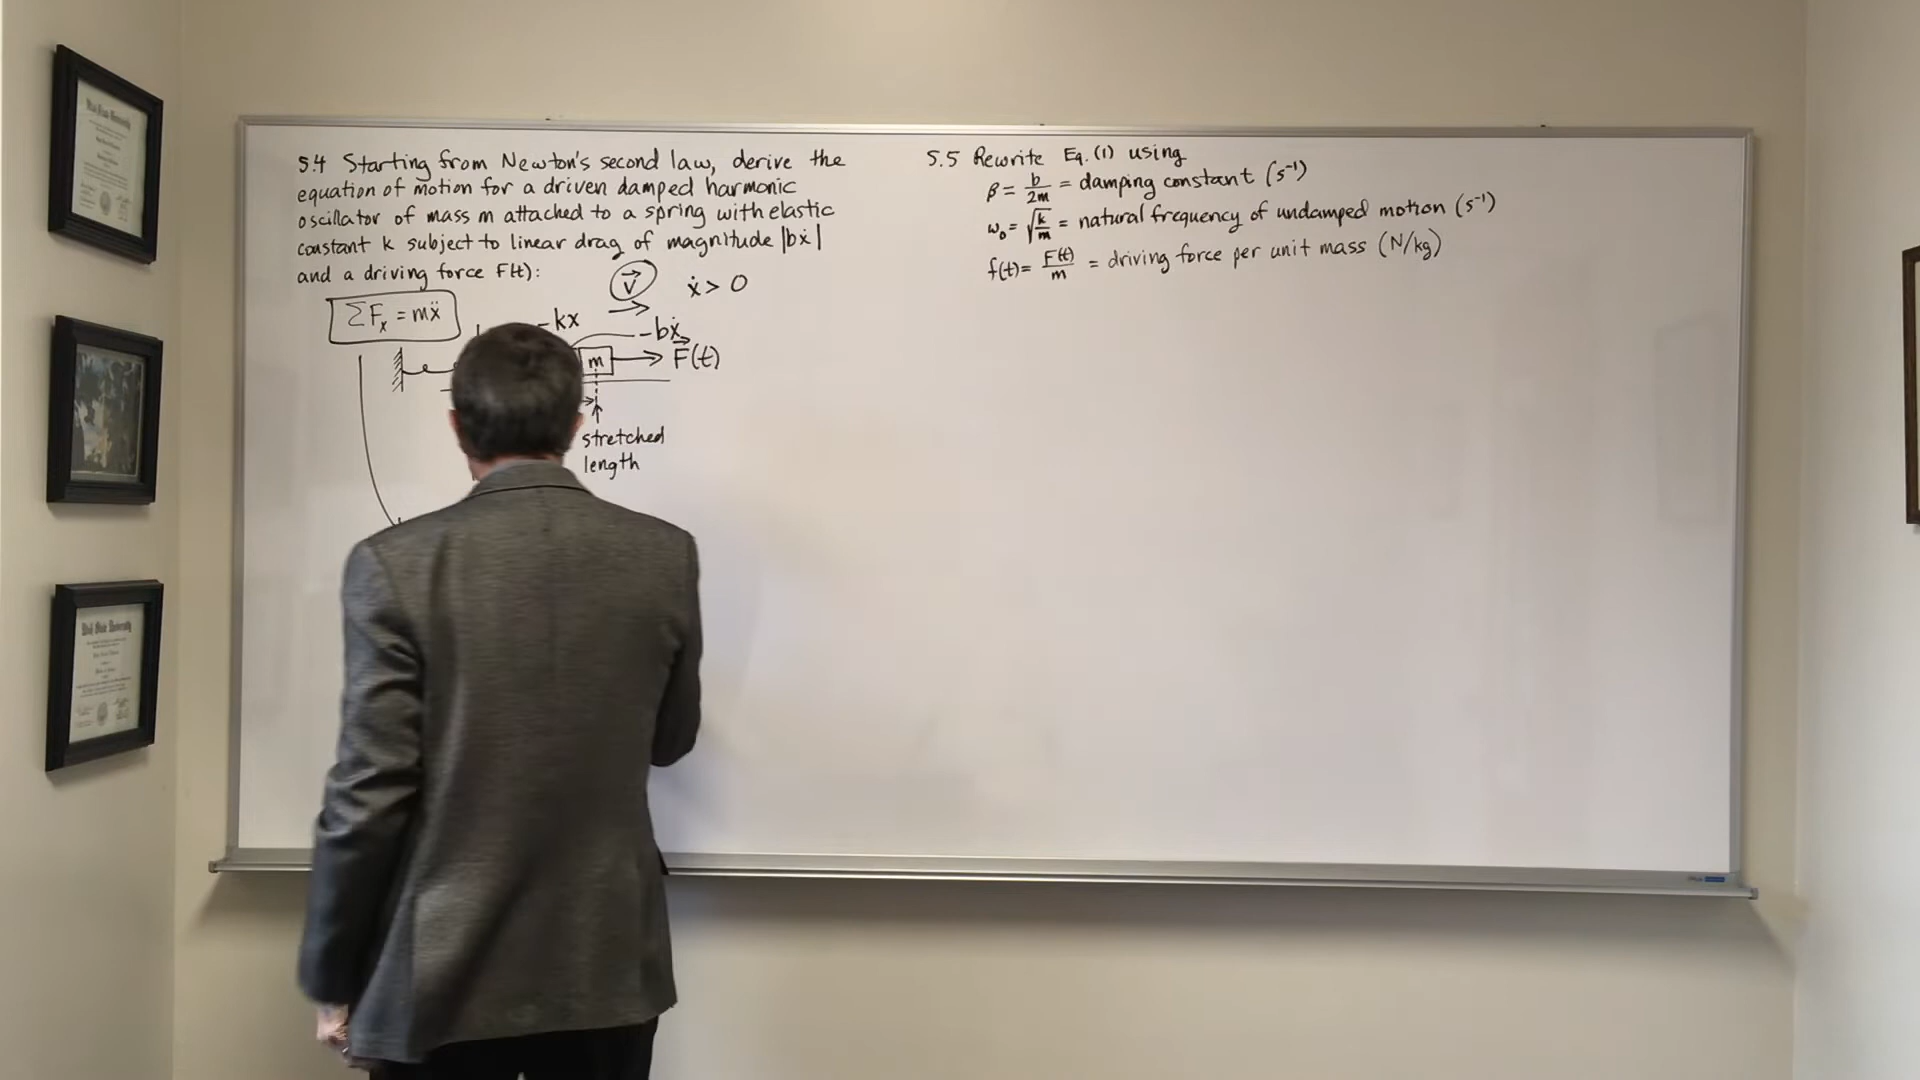 5.4 Starting from Newton's second law, derive the
equation of motion for a driven damped harmonic
oscillator of mass m attached to a spring with elastic
constant k subject to linear drag of magnitude |bẋ|
and a driving force F(t):
v⃗ ẋ > 0
ΣFₓ = mẍ
-kx
-bẋ
m F⃗(t)
stretched
length
5.5 Rewrite Eq. (1) using
β = b/2m = damping constant (s⁻¹)
ω₀ = √(k/m) = natural frequency of undamped motion (s⁻¹)
f(t) = F(t)/m = driving force per unit mass (N/kg)